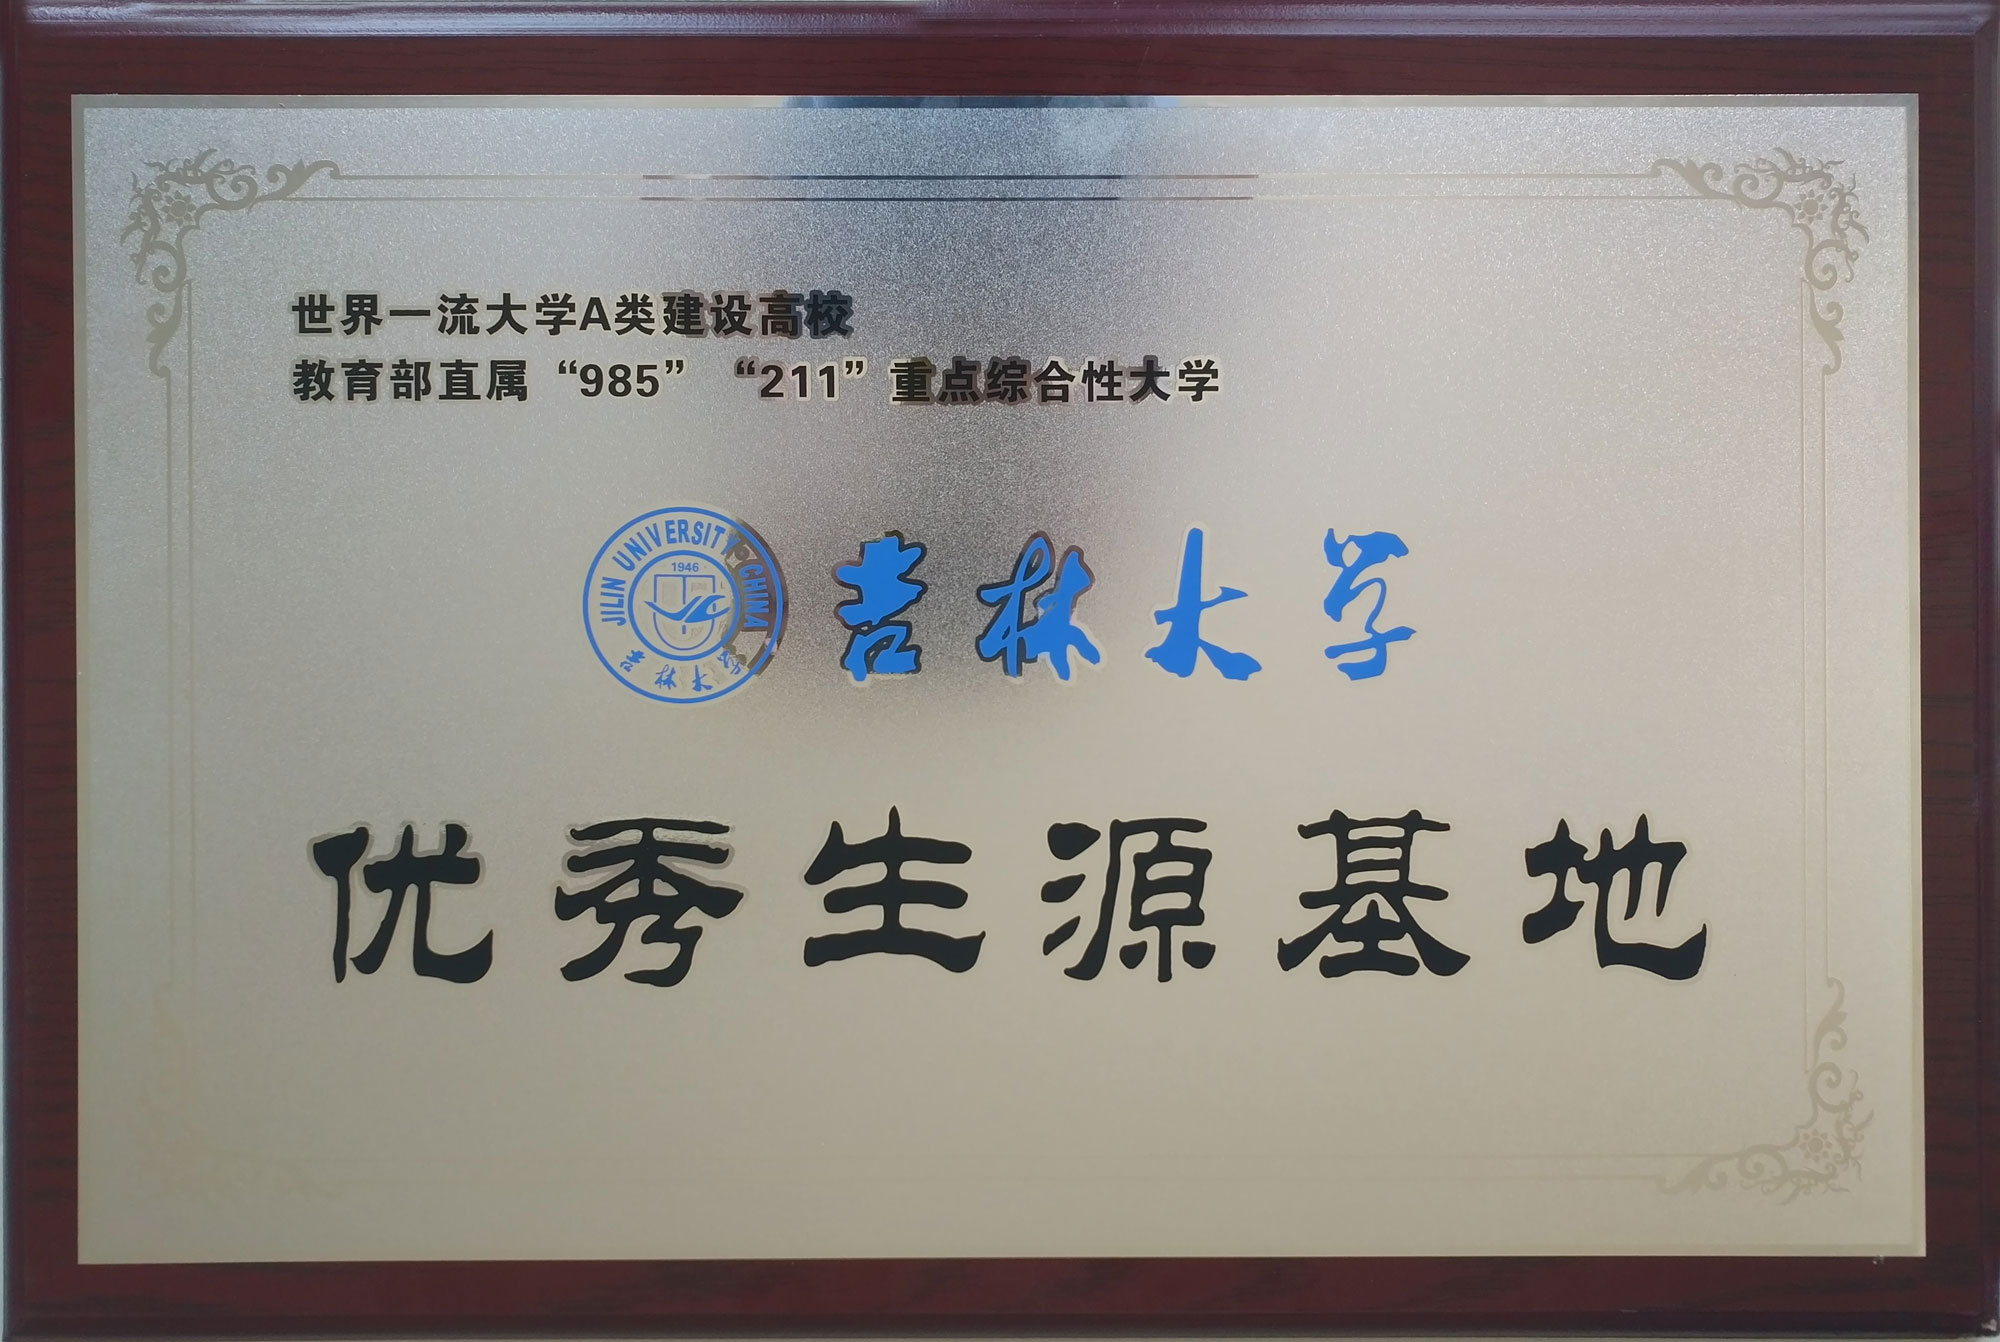 世界一流大学A类建设高校
教育部直属“985”“211”重点综合性大学
JILIN UNIVERSITY CHINA
1946
吉林大学
吉林大学
优秀生源基地